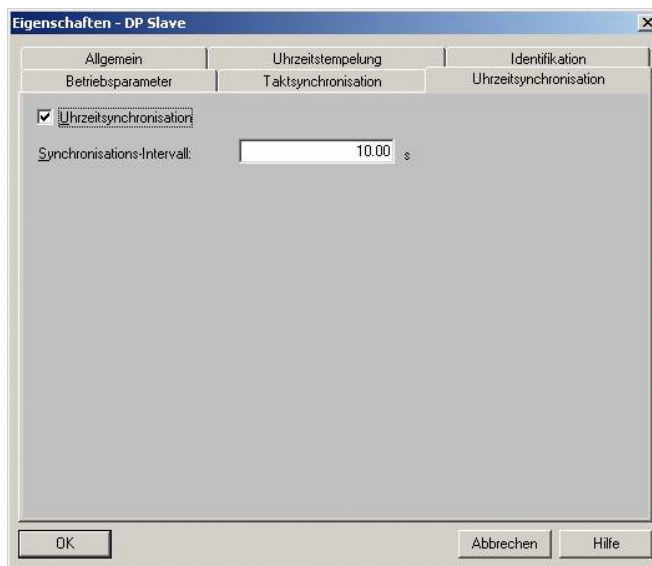 Eigenschaften - DP Slave
Allgemein Uhrzeitstempelung Identifikation
Betriebsparameter Taktsynchronisation Uhrzeitsynchronisation
Uhrzeitsynchronisation
Synchronisations-Intervall: 10.00 s
OK Abbrechen Hilfe